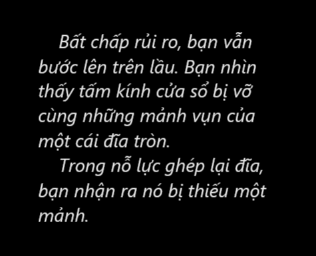 Bất chấp rủi ro, bạn vẫn
bước lên trên lầu. Bạn nhìn
thấy tấm kính cửa sổ bị vỡ
cùng những mảnh vụn của
một cái đĩa tròn.
Trong nỗ lực ghép lại đĩa,
bạn nhận ra nó bị thiếu một
mảnh.